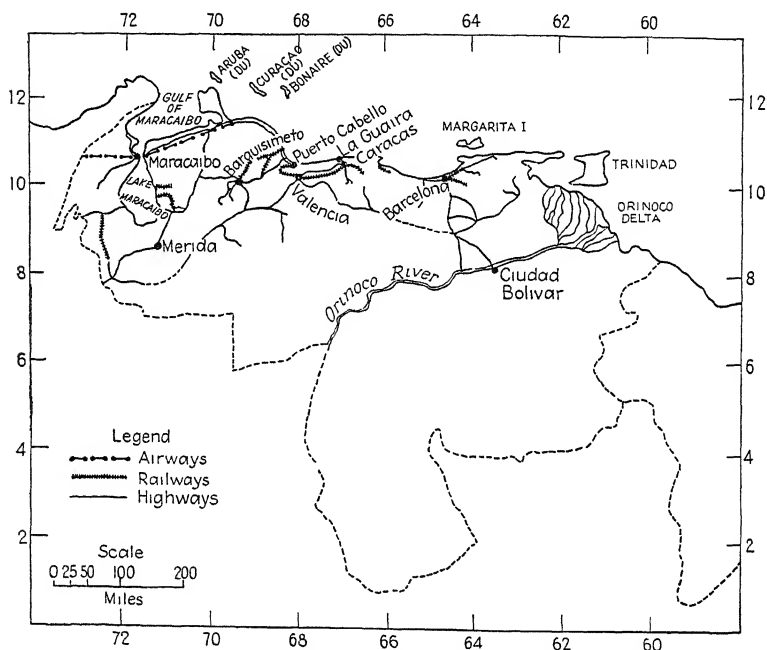 72 70 68 66 64 62 60
ARUBA
(DU)
CURACAO
(DU)
BONAIRE (DU)
GULF
OF
MARACAIBO
12
12
Maracaibo
Barquisimeto
Puerto Cabello
La Guaira
Caracas
MARGARITA I
TRINIDAD
10
10
LAKE
MARACAIBO
Valencia
Barcelona
ORINOCO
DELTA
Merida
8
8
Orinoco River
Ciudad
Bolivar
6
6
4
4
2
2
Legend
Airways
Railways
Highways
Scale
0 25 50 100 200
Miles
72 70 68 66 64 62 60